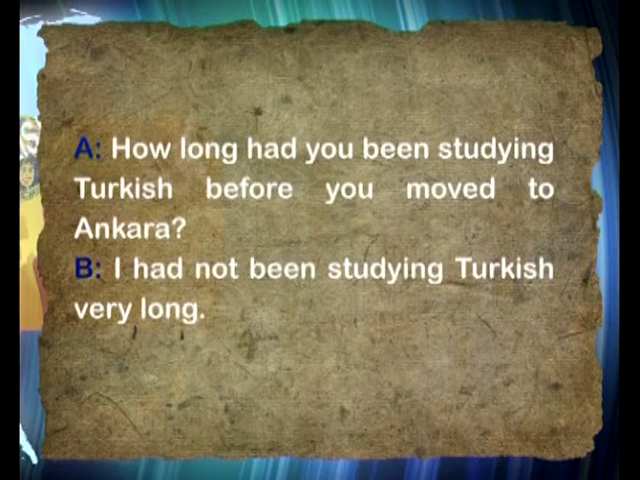 A: How long had you been studying
Turkish before you moved to
Ankara?
B: I had not been studying Turkish
very long.